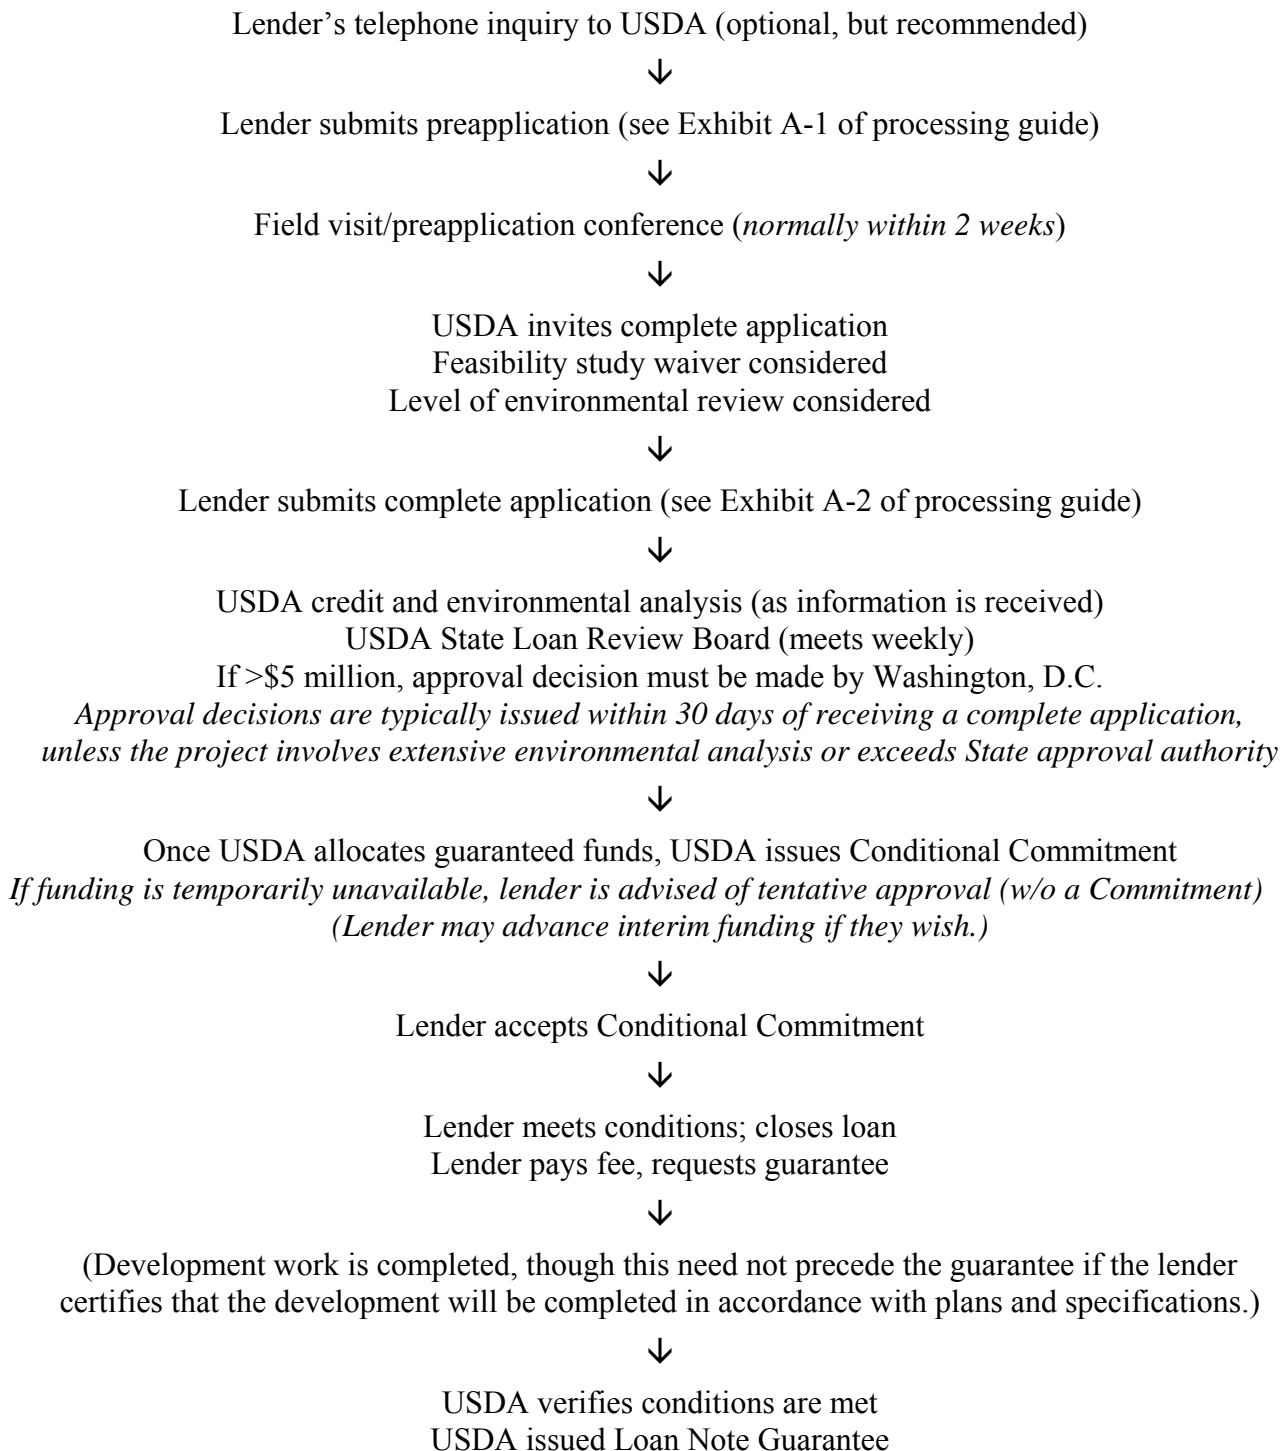 Lender’s telephone inquiry to USDA (optional, but recommended)
↓
Lender submits preapplication (see Exhibit A-1 of processing guide)
↓
Field visit/preapplication conference (normally within 2 weeks)
↓
USDA invites complete application
Feasibility study waiver considered
Level of environmental review considered
↓
Lender submits complete application (see Exhibit A-2 of processing guide)
↓
USDA credit and environmental analysis (as information is received)
USDA State Loan Review Board (meets weekly)
If >$5 million, approval decision must be made by Washington, D.C.
Approval decisions are typically issued within 30 days of receiving a complete application,
unless the project involves extensive environmental analysis or exceeds State approval authority
↓
Once USDA allocates guaranteed funds, USDA issues Conditional Commitment
If funding is temporarily unavailable, lender is advised of tentative approval (w/o a Commitment)
(Lender may advance interim funding if they wish.)
↓
Lender accepts Conditional Commitment
↓
Lender meets conditions; closes loan
Lender pays fee, requests guarantee
↓
(Development work is completed, though this need not precede the guarantee if the lender
certifies that the development will be completed in accordance with plans and specifications.)
↓
USDA verifies conditions are met
USDA issued Loan Note Guarantee